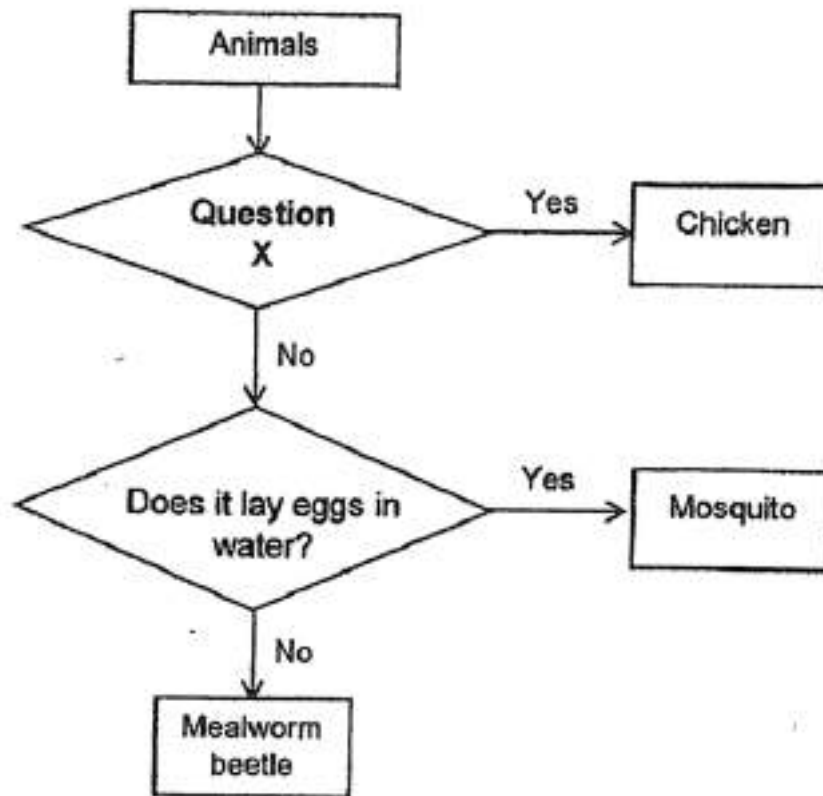 Animals
Question
X
Yes
Chicken
No
Does it lay eggs in
water?
Yes
Mosquito
No
Mealworm
beetle